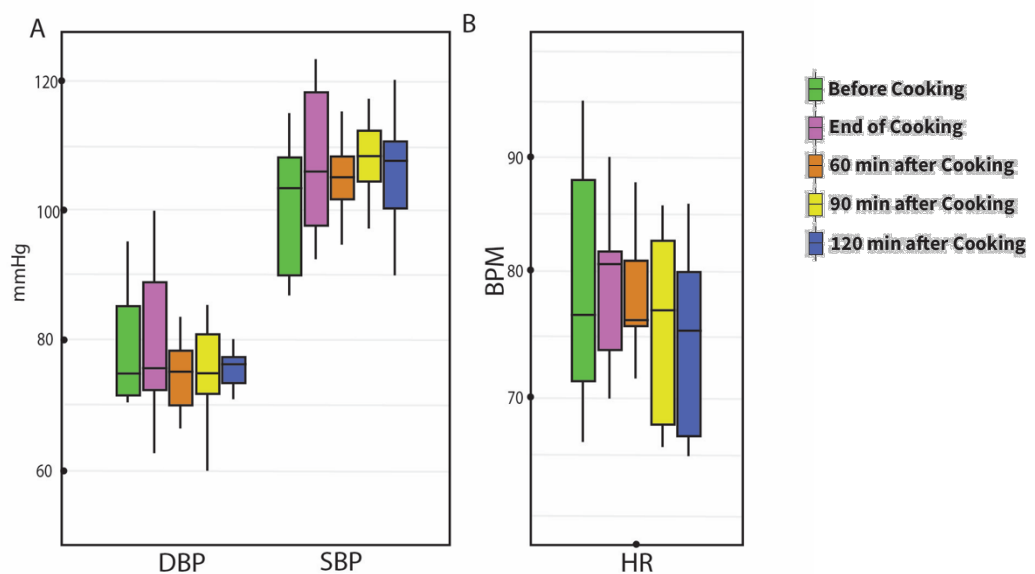 A
B
120
100
80
60
mmHg
DBP
SBP
90
80
70
BPM
HR
Before Cooking
End of Cooking
60 min after Cooking
90 min after Cooking
120 min after Cooking